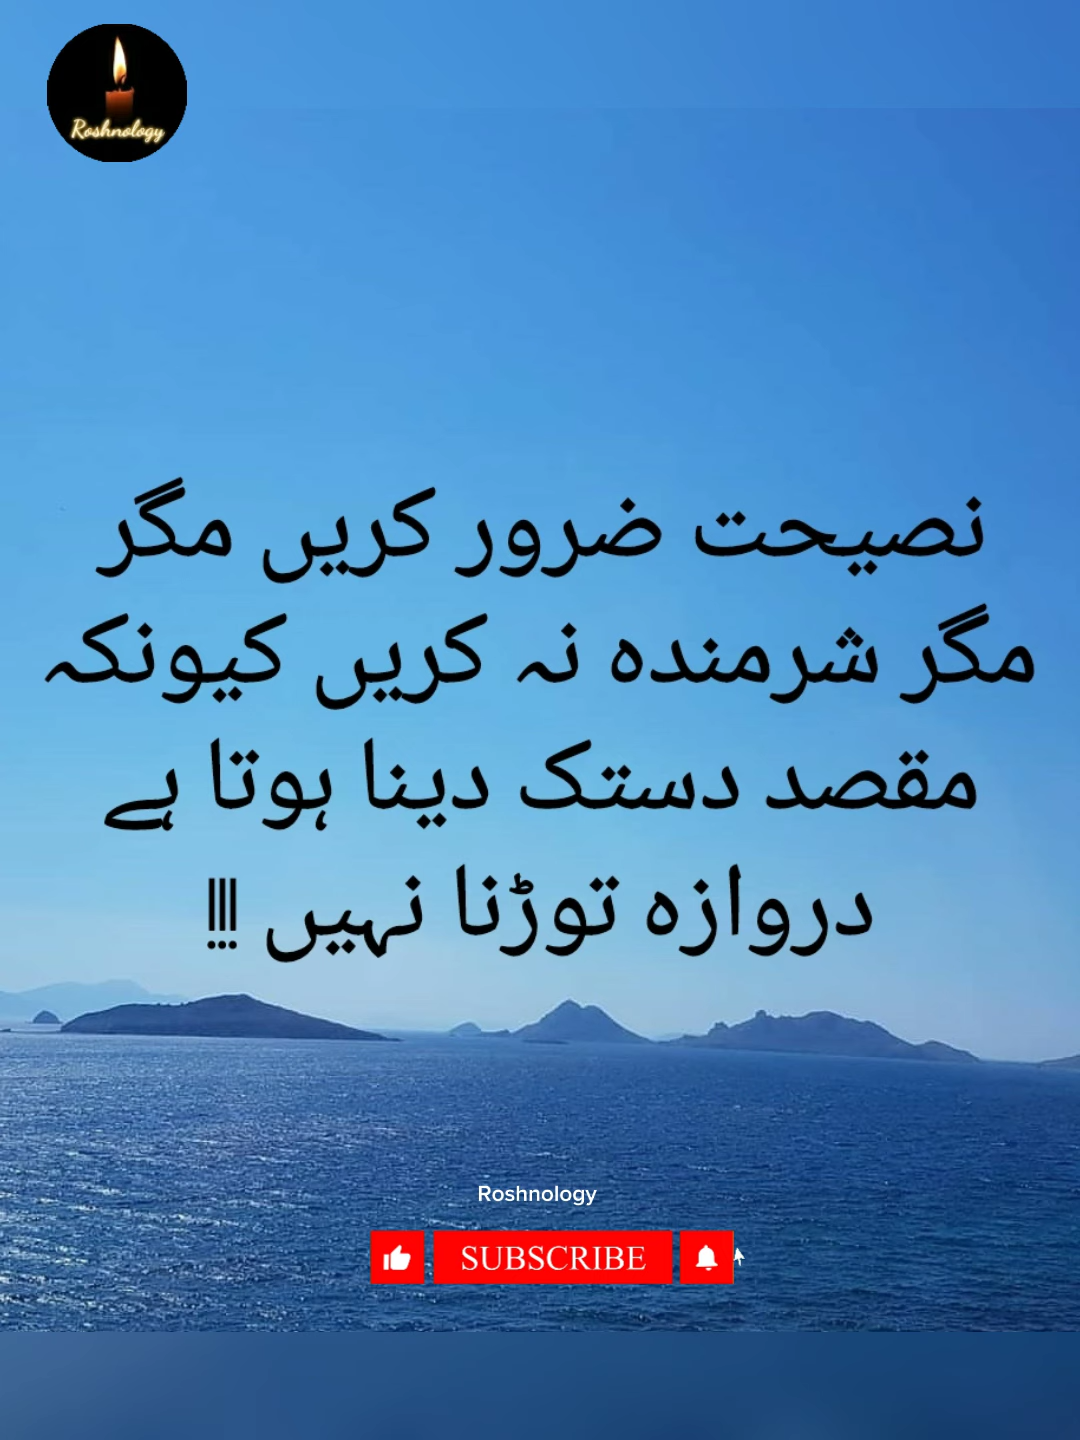 Roshnology
نصیحت ضرور کریں مگر
مگر شرمندہ نہ کریں کیونکہ
مقصد دستک دینا ہوتا ہے
دروازہ توڑنا نہیں !!!
Roshnology
SUBSCRIBE